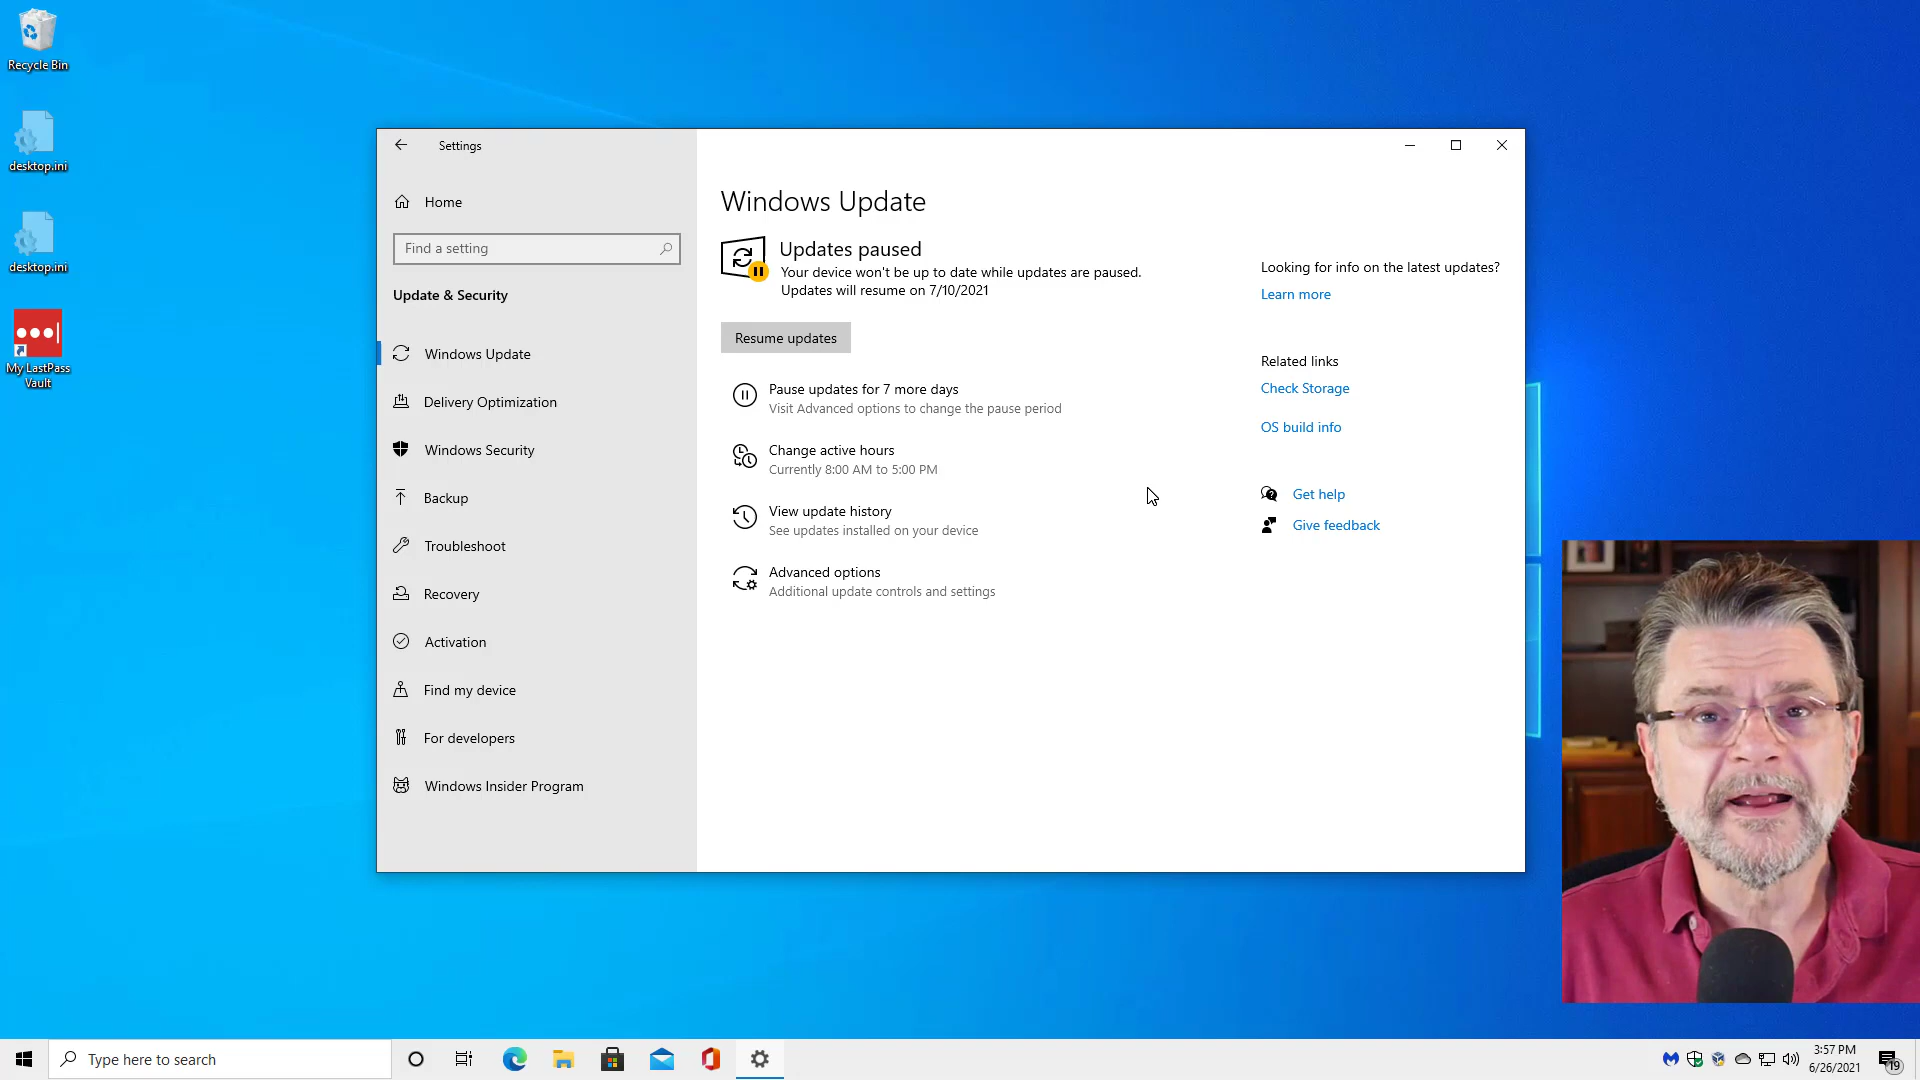 Recycle Bin
desktop.ini
desktop.ini
My LastPass
Vault
Settings
Home
Find a setting
Update & Security
Windows Update
Delivery Optimization
Windows Security
Backup
Troubleshoot
Recovery
Activation
Find my device
For developers
Windows Insider Program
Windows Update
Updates paused
Your device won't be up to date while updates are paused.
Updates will resume on 7/10/2021
Resume updates
Pause updates for 7 more days
Visit Advanced options to change the pause period
Change active hours
Currently 8:00 AM to 5:00 PM
View update history
See updates installed on your device
Advanced options
Additional update controls and settings
Looking for info on the latest updates?
Learn more
Related links
Check Storage
OS build info
Get help
Give feedback
Type here to search
3:57 PM
6/26/2021
19